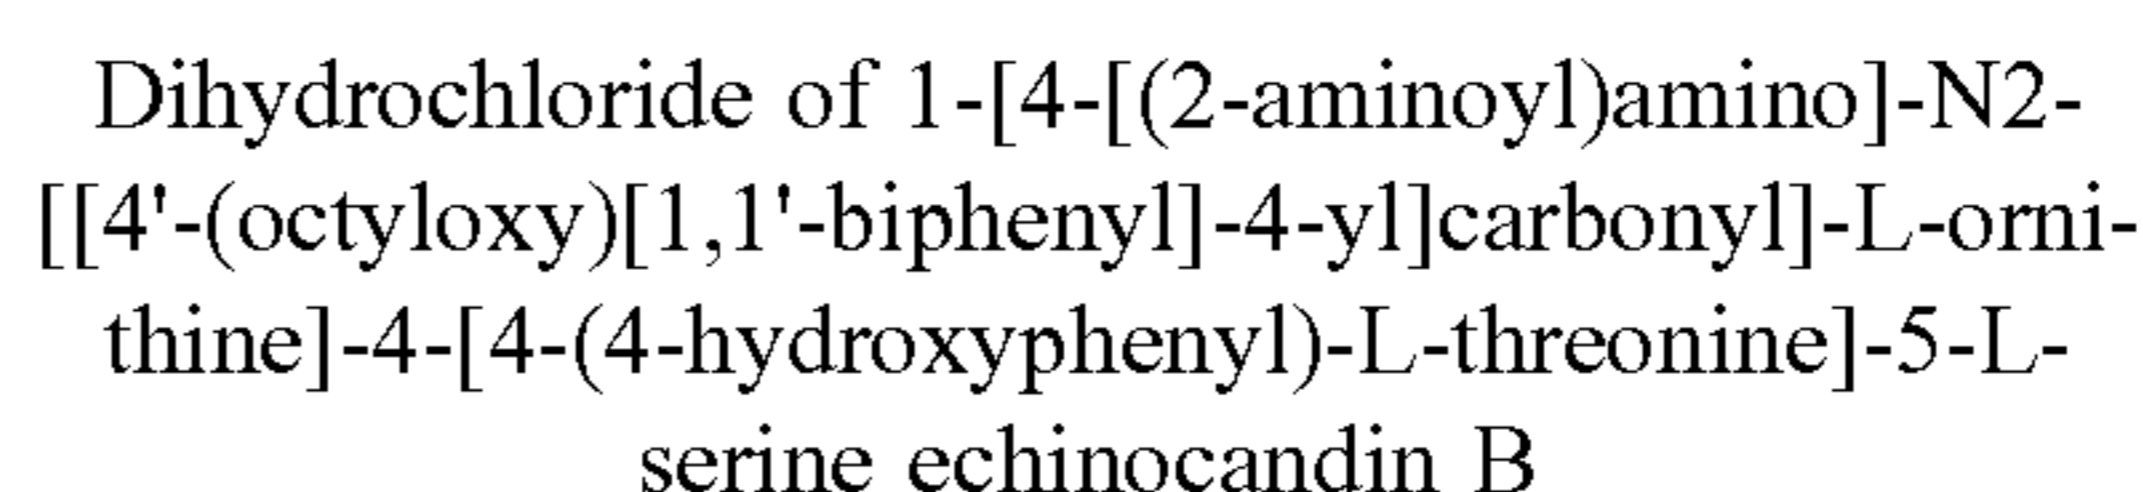 Dihydrochloride of 1-[4-[(2-aminoyl)amino]-N2-
[[4'-(octyloxy)[1,1'-biphenyl]-4-yl]carbonyl]-L-orni-
thine]-4-[4-(4-hydroxyphenyl)-L-threonine]-5-L-
serine echinocandin B